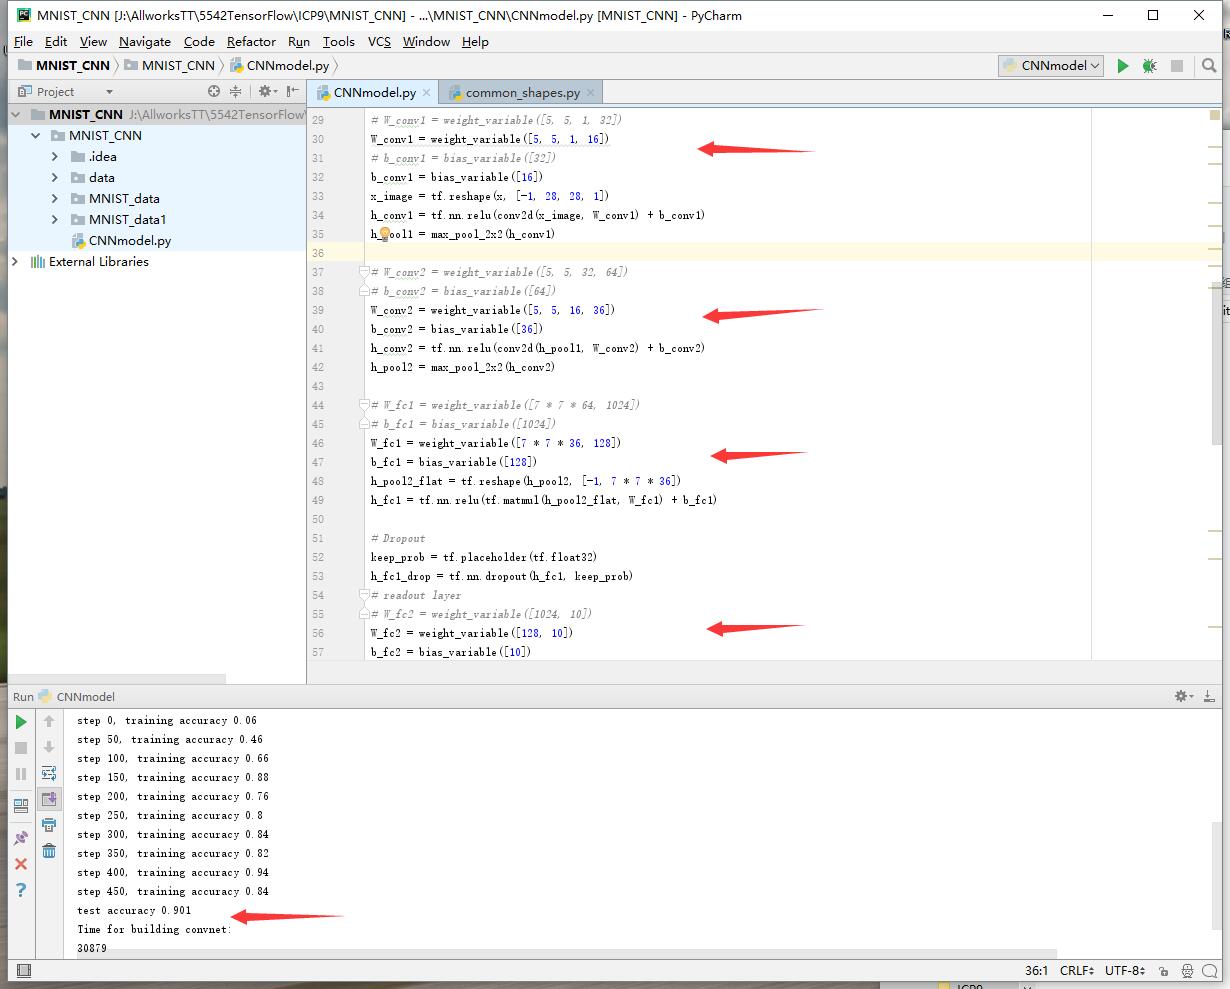 MNIST_CNN [J:\AllworksTT\5542TensorFlow\ICP9\MNIST_CNN] - ...\MNIST_CNN\CNNmodel.py [MNIST_CNN] - PyCharm
File Edit View Navigate Code Refactor Run Tools VCS Window Help
MNIST_CNN MNIST_CNN CNNmodel.py CNNmodel
Project
CNNmodel.py common_shapes.py
MNIST_CNN J:\AllworksTT\5542TensorFlow\
MNIST_CNN
.idea
data
MNIST_data
MNIST_data1
CNNmodel.py
External Libraries
29 # W_conv1 = weight_variable([5, 5, 1, 32])
30 W_conv1 = weight_variable([5, 5, 1, 16])
31 # b_conv1 = bias_variable([32])
32 b_conv1 = bias_variable([16])
33 x_image = tf.reshape(x, [-1, 28, 28, 1])
34 h_conv1 = tf.nn.relu(conv2d(x_image, W_conv1) + b_conv1)
35 h_pool1 = max_pool_2x2(h_conv1)
36
37 # W_conv2 = weight_variable([5, 5, 32, 64])
38 # b_conv2 = bias_variable([64])
39 W_conv2 = weight_variable([5, 5, 16, 36])
40 b_conv2 = bias_variable([36])
41 h_conv2 = tf.nn.relu(conv2d(h_pool1, W_conv2) + b_conv2)
42 h_pool2 = max_pool_2x2(h_conv2)
43
44 # W_fc1 = weight_variable([7 * 7 * 64, 1024])
45 # b_fc1 = bias_variable([1024])
46 W_fc1 = weight_variable([7 * 7 * 36, 128])
47 b_fc1 = bias_variable([128])
48 h_pool2_flat = tf.reshape(h_pool2, [-1, 7 * 7 * 36])
49 h_fc1 = tf.nn.relu(tf.matmul(h_pool2_flat, W_fc1) + b_fc1)
50
51 # Dropout
52 keep_prob = tf.placeholder(tf.float32)
53 h_fc1_drop = tf.nn.dropout(h_fc1, keep_prob)
54 # readout layer
55 # W_fc2 = weight_variable([1024, 10])
56 W_fc2 = weight_variable([128, 10])
57 b_fc2 = bias_variable([10])
Run CNNmodel
step 0, training accuracy 0.06
step 50, training accuracy 0.46
step 100, training accuracy 0.66
step 150, training accuracy 0.88
step 200, training accuracy 0.76
step 250, training accuracy 0.8
step 300, training accuracy 0.84
step 350, training accuracy 0.82
step 400, training accuracy 0.94
step 450, training accuracy 0.84
test accuracy 0.901
Time for building convnet:
30879
36:1 CRLF UTF-8